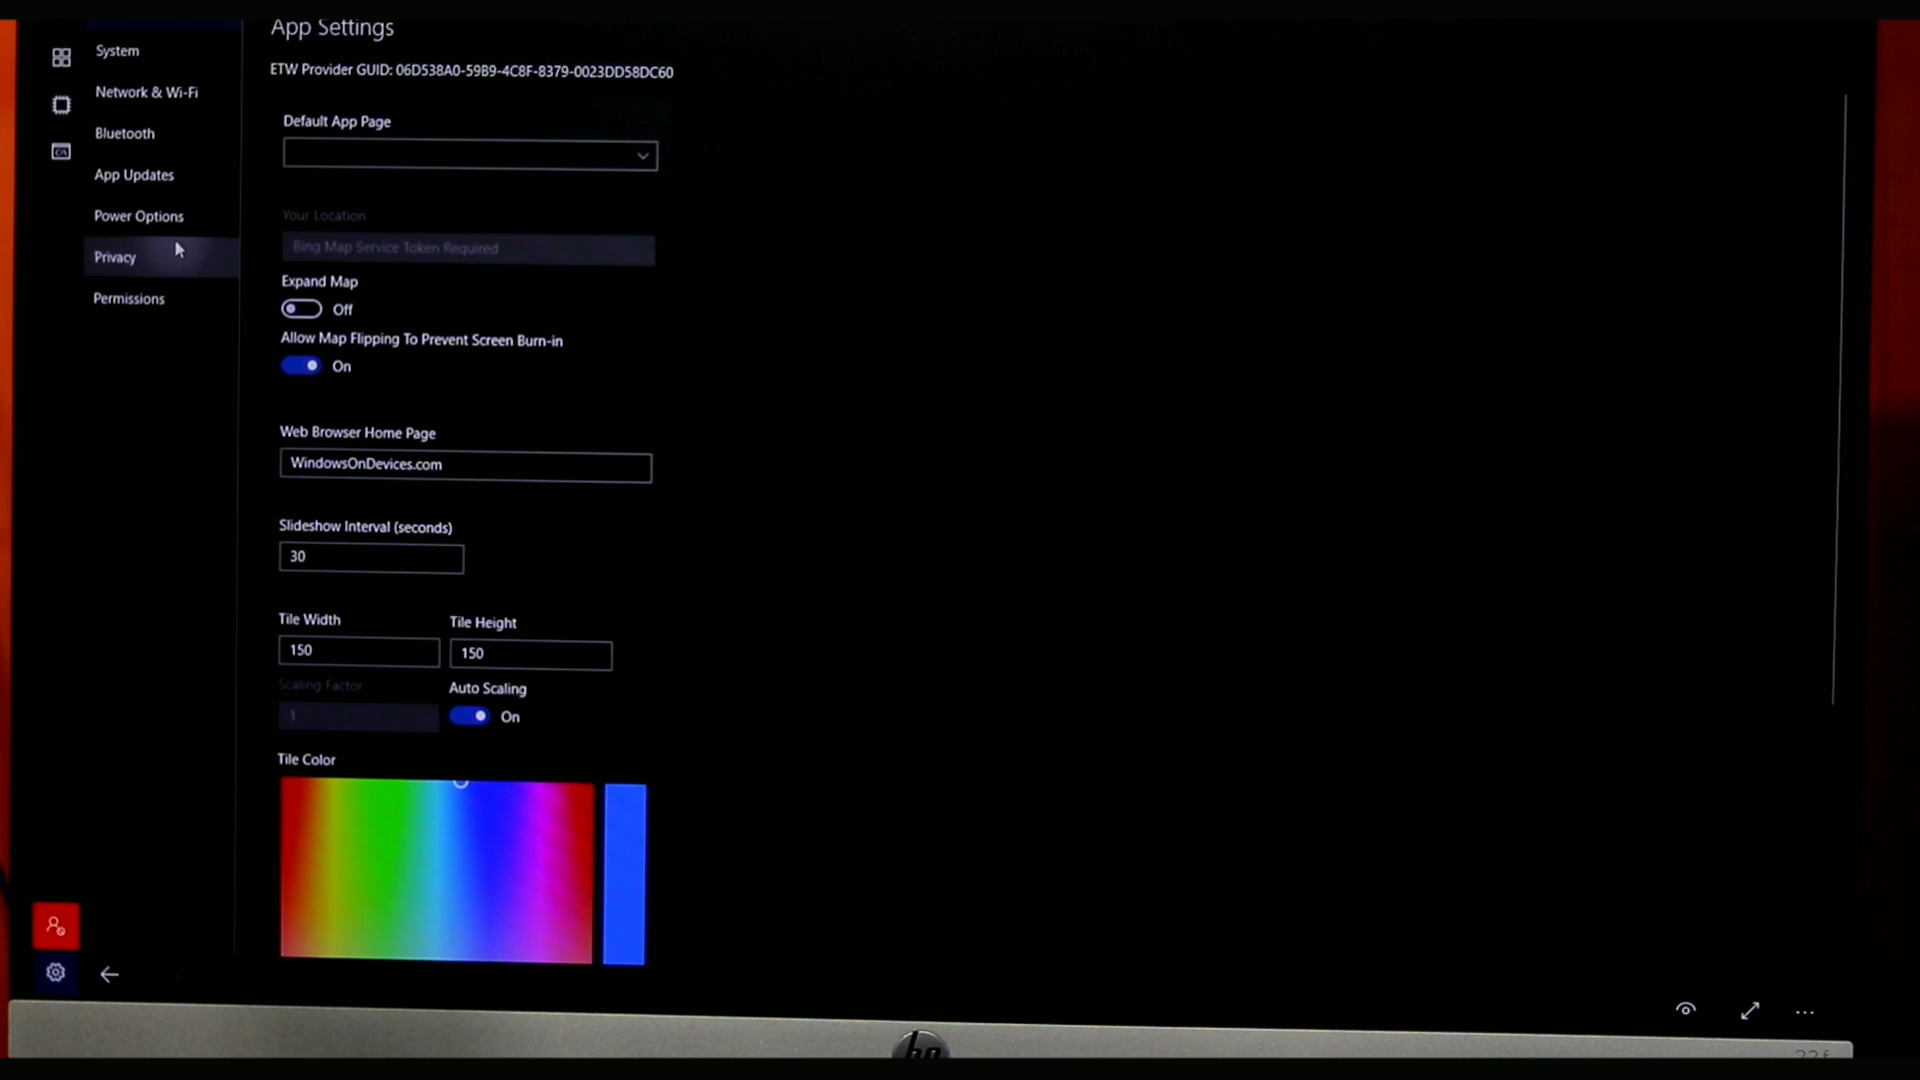 App Settings
ETW Provider GUID: 06D538A0-59B9-4C8F-8379-0023DD58DC60
System
Network & Wi-Fi
Bluetooth
App Updates
Power Options
Privacy
Permissions
Default App Page
Your Location
Bing Map Service Token Required
Expand Map
Off
Allow Map Flipping To Prevent Screen Burn-in
On
Web Browser Home Page
WindowsOnDevices.com
Slideshow Interval (seconds)
30
Tile Width Tile Height
150 150
Scaling Factor Auto Scaling
1 On
Tile Color
hp